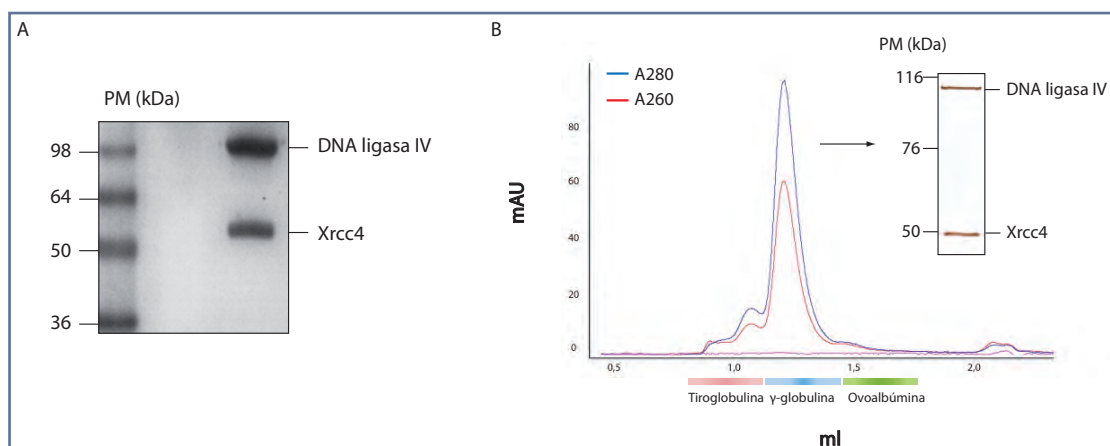 A
PM (kDa)
98
64
50
36
DNA ligasa IV
Xrcc4
B
A280
A260
mAU
80
60
40
20
0
0,5
1,0
1,5
2,0
Tiroglobulina
γ-globulina
Ovoalbúmina
ml
PM (kDa)
116
76
50
DNA ligasa IV
Xrcc4